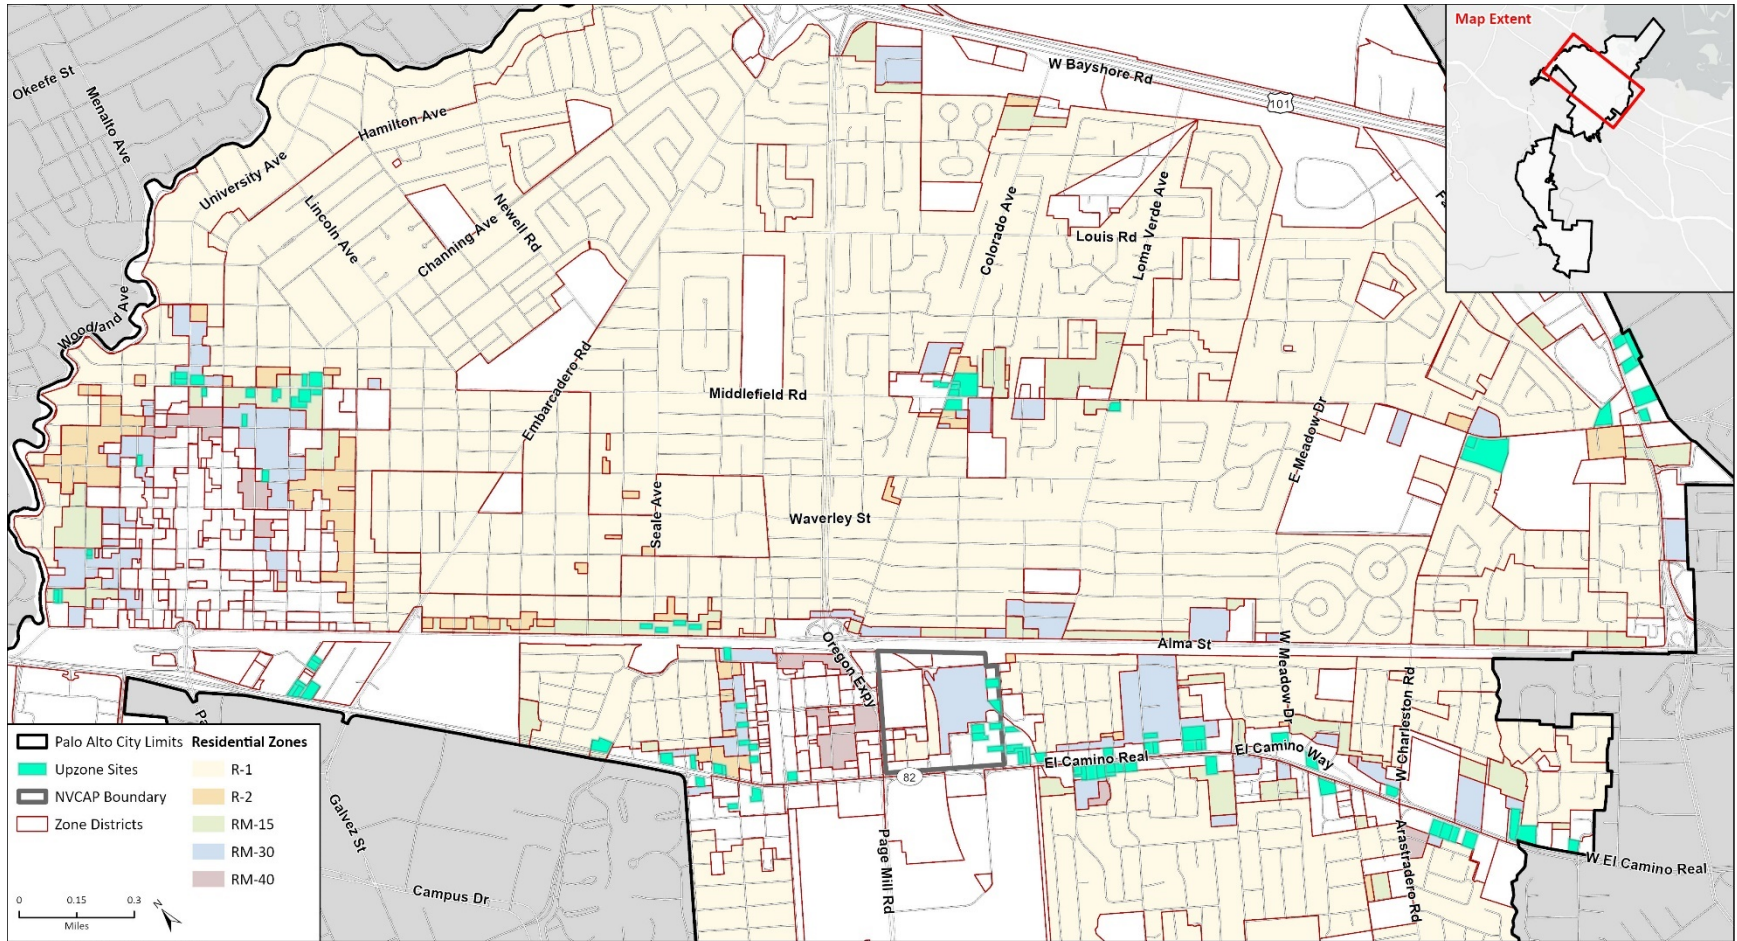 Map Extent
W Bayshore Rd
101
Okeefe St
Menalto Ave
Hamilton Ave
University Ave
Lincoln Ave
Newell Rd
Channing Ave
Colorado Ave
Louis Rd
Loma Verde Ave
Woodland Ave
Embarcadero Rd
Middlefield Rd
E Meadow Dr
Seale Ave
Waverley St
Alma St
Oregon Expy
W Meadow Dr
W Charleston Rd
El Camino Real
El Camino Way
82
Page Mill Rd
Arastradero Rd
W El Camino Real
Galvez St
Campus Dr
Palo Alto City Limits
Upzone Sites
NVCAP Boundary
Zone Districts
Residential Zones
R-1
R-2
RM-15
RM-30
RM-40
0 0.15 0.3
Miles
N